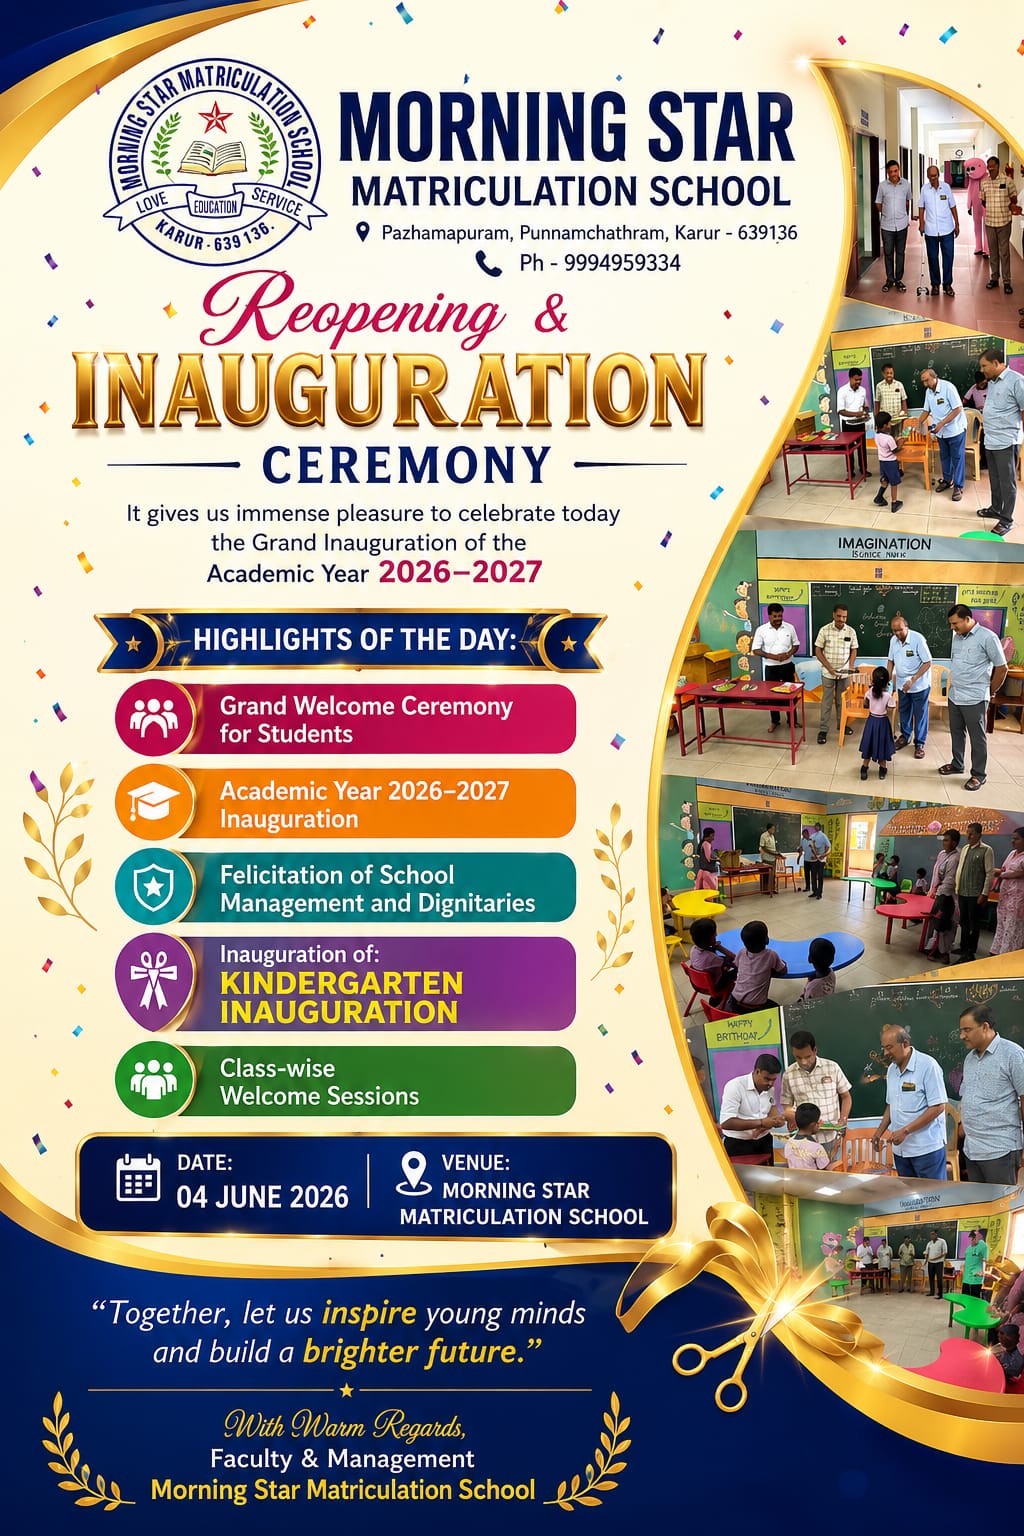 MORNING STAR MATRICULATION SCHOOL
LOVE
EDUCATION
SERVICE
KARUR - 639 136.
MORNING STAR
MATRICULATION SCHOOL
Pazhamapuram, Punnamchathram, Karur - 639136
Ph - 9994959334
Reopening &
INAUGURATION
CEREMONY
It gives us immense pleasure to celebrate today
the Grand Inauguration of the
Academic Year 2026–2027
HIGHLIGHTS OF THE DAY:
Grand Welcome Ceremony
for Students
Academic Year 2026–2027
Inauguration
Felicitation of School
Management and Dignitaries
Inauguration of:
KINDERGARTEN
INAUGURATION
Class-wise
Welcome Sessions
DATE:
04 JUNE 2026
VENUE:
MORNING STAR
MATRICULATION SCHOOL
“Together, let us inspire young minds
and build a brighter future.”
With Warm Regards,
Faculty & Management
Morning Star Matriculation School
IMAGINATION
HAPPY
BRITHDAY